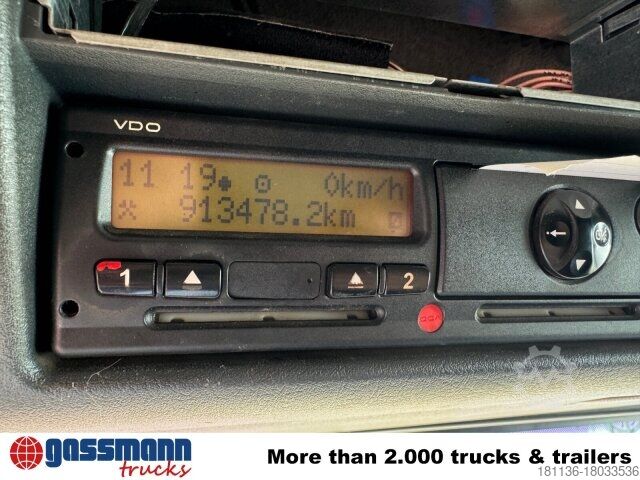 VDO
11 19 0km/h
913478.2km
1
2
gassmann
trucks
More than 2.000 trucks & trailers
181136-18033536